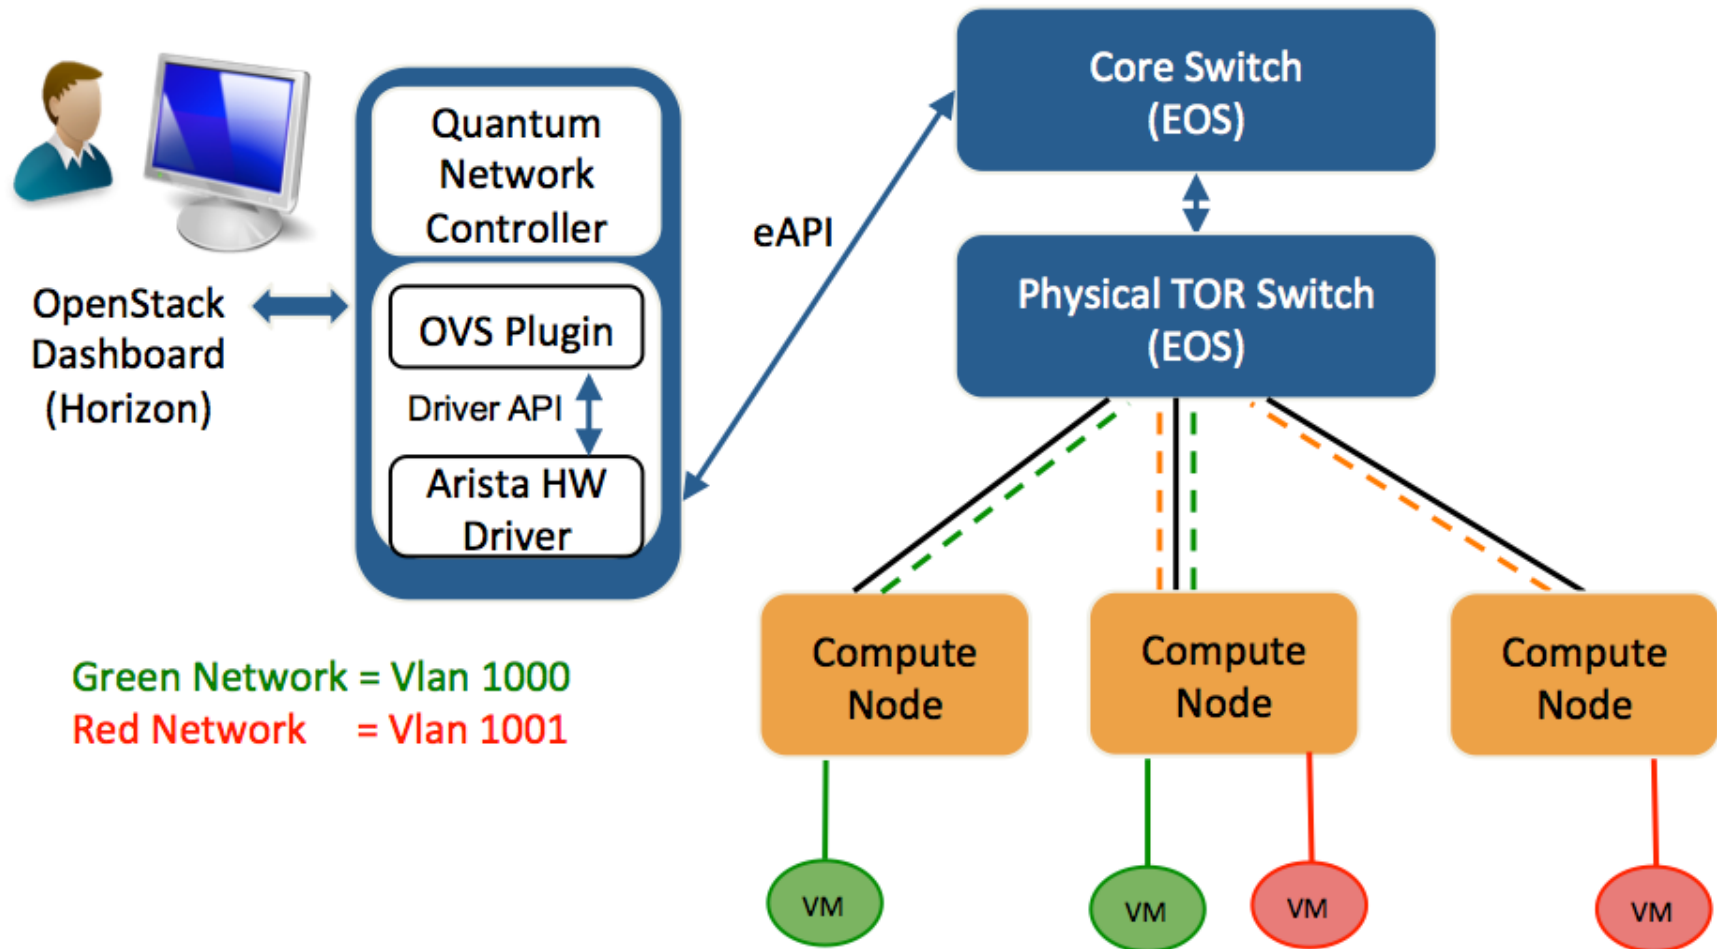 Quantum
Network
Controller
OpenStack
Dashboard
(Horizon)
OVS Plugin
Driver API
Arista HW
Driver
eAPI
Core Switch
(EOS)
Physical TOR Switch
(EOS)
Compute
Node
Compute
Node
Compute
Node
Green Network = Vlan 1000
Red Network = Vlan 1001
VM
VM
VM
VM